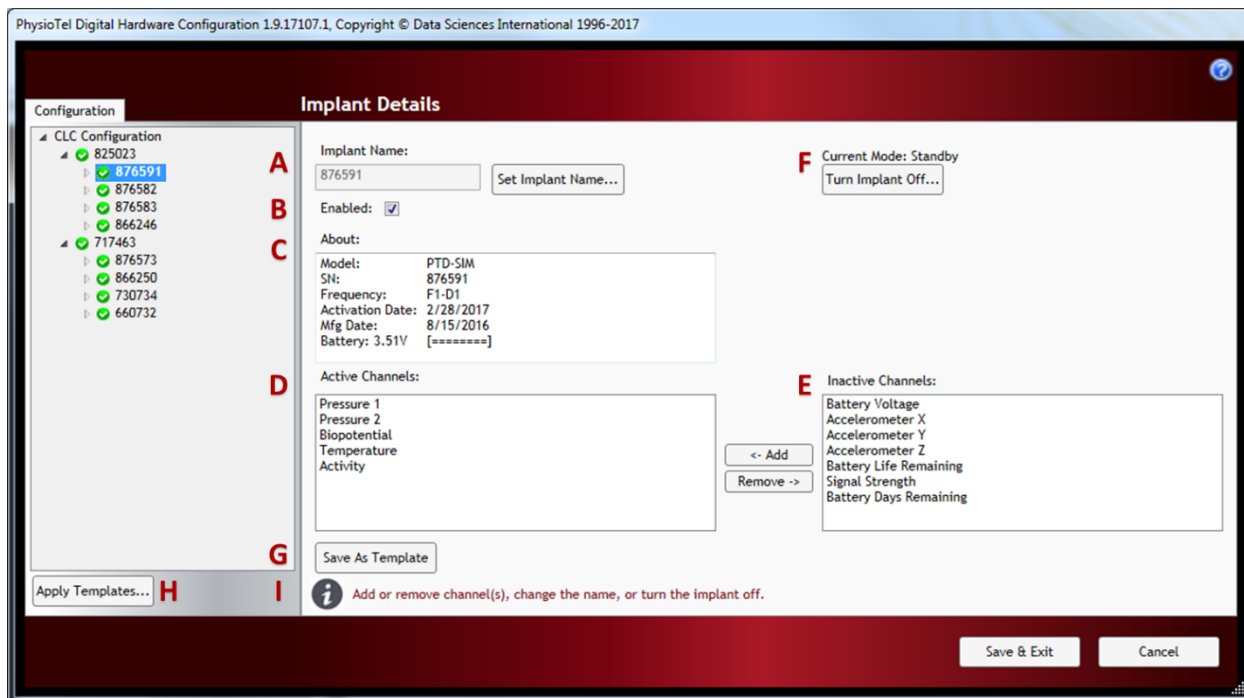 PhysioTel Digital Hardware Configuration 1.9.17107.1, Copyright © Data Sciences International 1996-2017
?
Configuration
Implant Details
CLC Configuration
825023
876591
876582
876583
866246
717463
876573
866250
730734
660732
A
Implant Name:
876591
Set Implant Name...
F
Current Mode: Standby
Turn Implant Off...
B
Enabled:
C
About:
Model: PTD-SIM
SN: 876591
Frequency: F1-D1
Activation Date: 2/28/2017
Mfg Date: 8/15/2016
Battery: 3.51V [========]
D
Active Channels:
Pressure 1
Pressure 2
Biopotential
Temperature
Activity
<- Add
Remove ->
E
Inactive Channels:
Battery Voltage
Accelerometer X
Accelerometer Y
Accelerometer Z
Battery Life Remaining
Signal Strength
Battery Days Remaining
G
Save As Template
Apply Templates...
H
I
i
Add or remove channel(s), change the name, or turn the implant off.
Save & Exit
Cancel